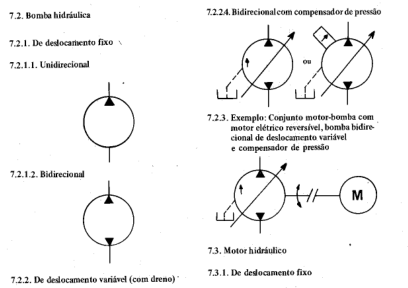 7.2. Bomba hidráulica
7.2.1. De deslocamento fixo
7.2.1.1. Unidirecional
7.2.1.2. Bidirecional
7.2.2. De deslocamento variável (com dreno)
7.2.2.4. Bidirecional com compensador de pressão
ou
7.2.3. Exemplo: Conjunto motor-bomba com
motor elétrico reversível, bomba bidire-
cional de deslocamento variável
e compensador de pressão
M
7.3. Motor hidráulico
7.3.1. De deslocamento fixo